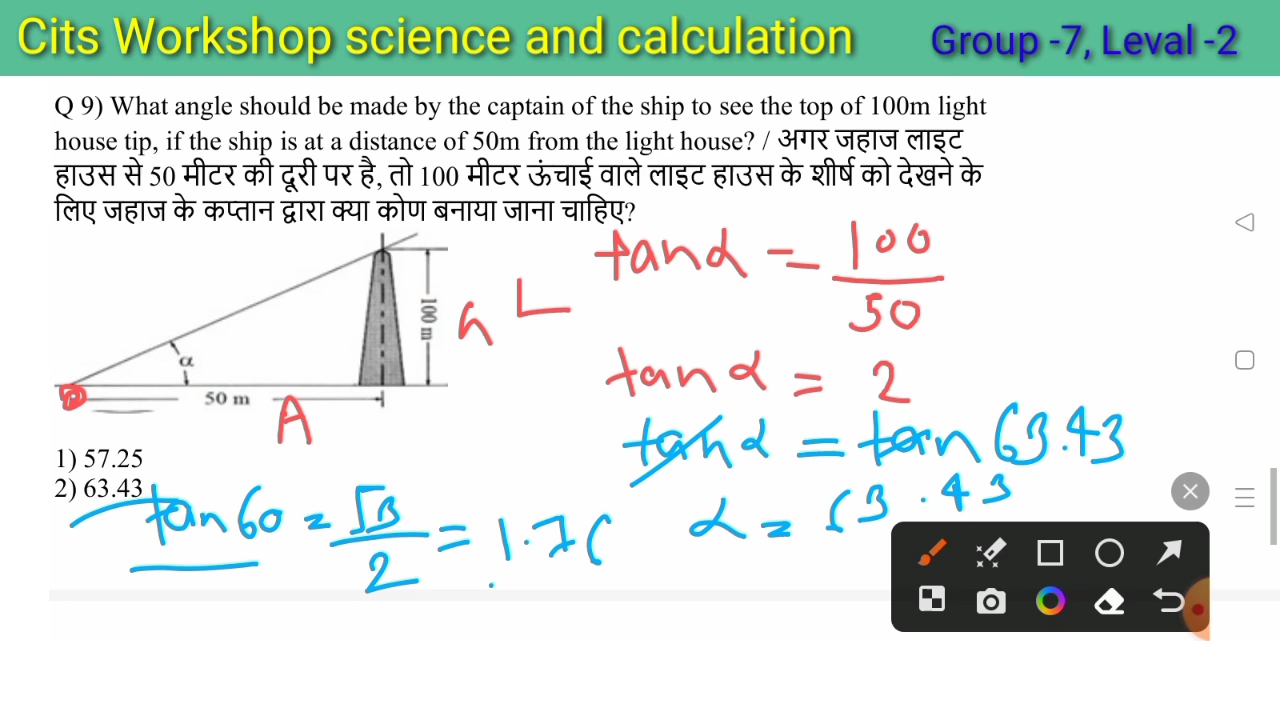 Cits Workshop science and calculation
Group -7, Leval -2
Q 9) What angle should be made by the captain of the ship to see the top of 100m light
house tip, if the ship is at a distance of 50m from the light house? / अगर जहाज लाइट
हाउस से 50 मीटर की दूरी पर है, तो 100 मीटर ऊंचाई वाले लाइट हाउस के शीर्ष को देखने के
लिए जहाज के कप्तान द्वारा क्या कोण बनाया जाना चाहिए?
100 m
α
50 m
A
L
tanα = 100/50
tanα = 2
tanα = tan 63.43
α = 63.43
1) 57.25
2) 63.43
tan 60 = √3/2 = 1.7